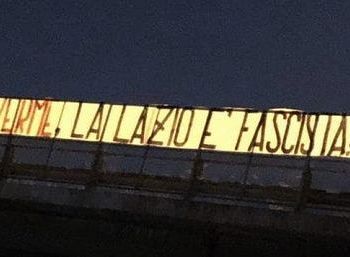 ERME, LA LAZIO E' FASCISTA